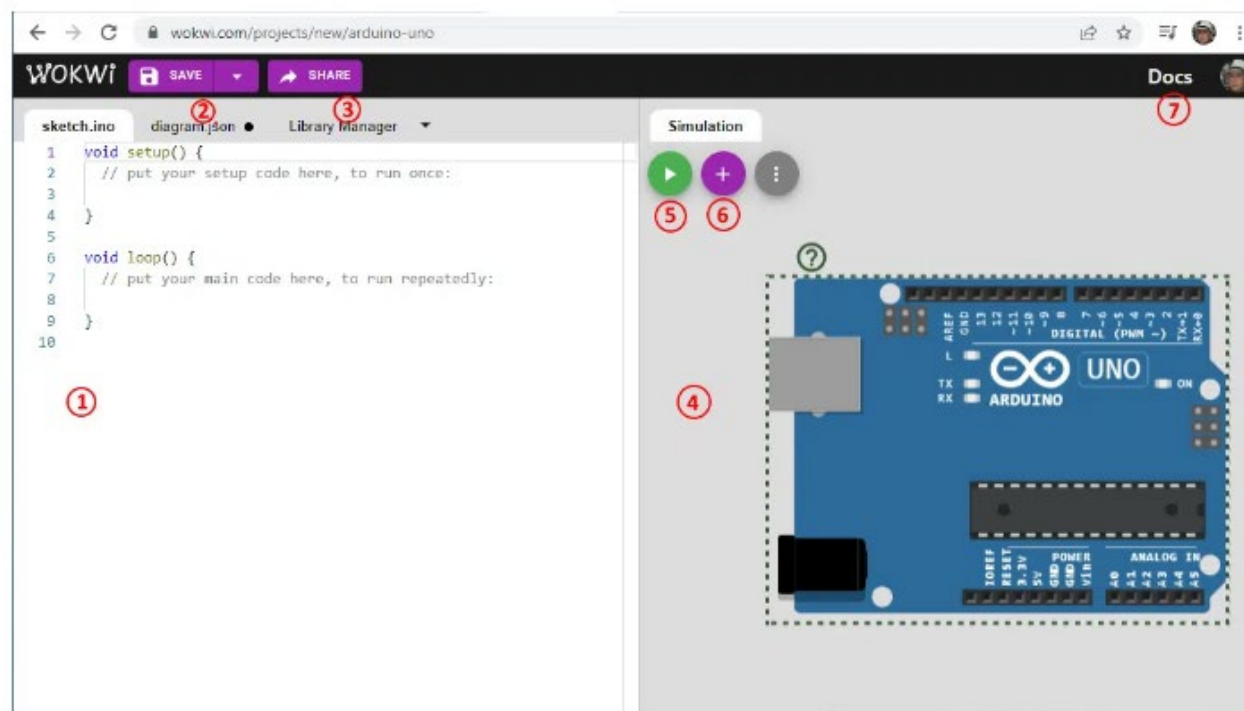 wokwi.com/projects/new/arduino-uno
WOKWi SAVE SHARE Docs
② ③ ⑦
sketch.ino diagram.json ● Library Manager Simulation
1 void setup() {
2 // put your setup code here, to run once:
3
4 }
5
6 void loop() {
7 // put your main code here, to run repeatedly:
8
9 }
10
⑤ ⑥
?
① ④
AREF GND 13 12 ~11 ~10 ~9 8 7 ~6 ~5 4 ~3 2 TX→1 RX←0
DIGITAL (PWM ~)
L
UNO
TX ON
RX ARDUINO
POWER ANALOG IN
IOREF RESET 3.3V 5V GND GND Vin A0 A1 A2 A3 A4 A5